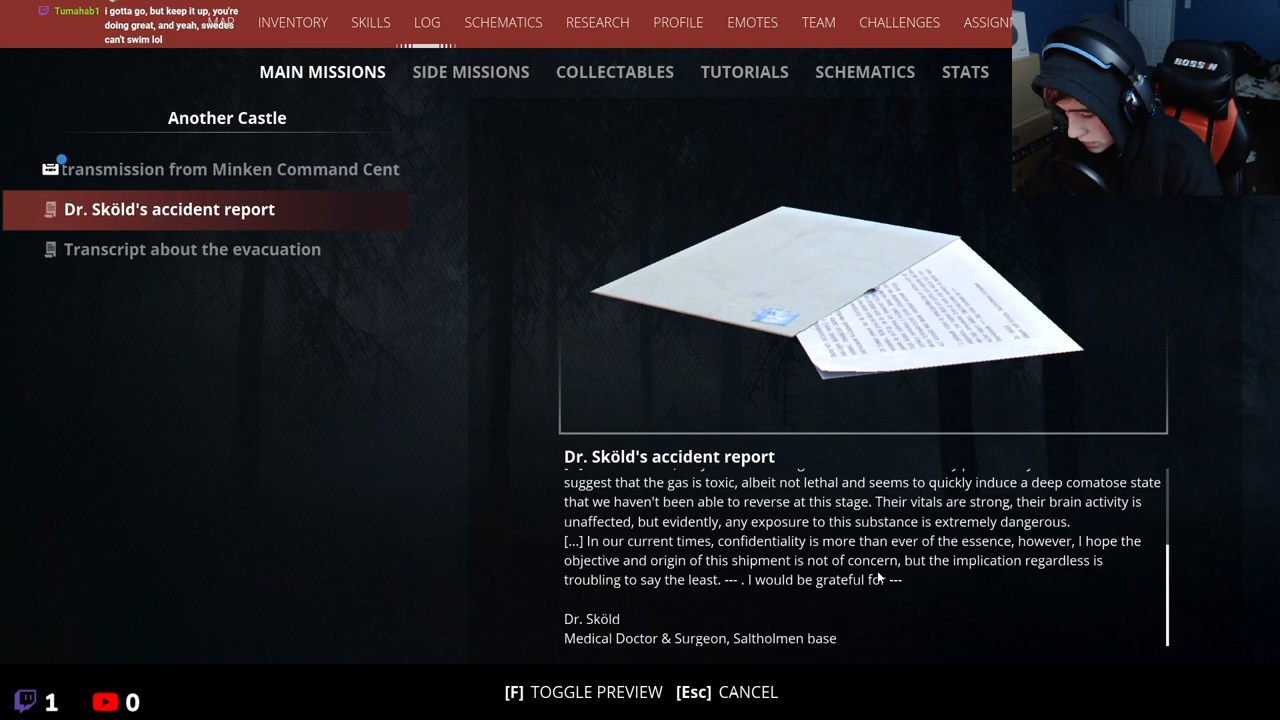 Tumahab1 i gotta go, but keep it up, you're
doing great, and yeah, swedes
can't swim lol
MAP INVENTORY SKILLS LOG SCHEMATICS RESEARCH PROFILE EMOTES TEAM CHALLENGES ASSIGN
MAIN MISSIONS SIDE MISSIONS COLLECTABLES TUTORIALS SCHEMATICS STATS
Another Castle
transmission from Minken Command Cent
Dr. Sköld's accident report
Transcript about the evacuation
Dr. Sköld's accident report
suggest that the gas is toxic, albeit not lethal and seems to quickly induce a deep comatose state
that we haven't been able to reverse at this stage. Their vitals are strong, their brain activity is
unaffected, but evidently, any exposure to this substance is extremely dangerous.
[...] In our current times, confidentiality is more than ever of the essence, however, I hope the
objective and origin of this shipment is not of concern, but the implication regardless is
troubling to say the least. --- . I would be grateful for ---
Dr. Sköld
Medical Doctor & Surgeon, Saltholmen base
[F] TOGGLE PREVIEW [Esc] CANCEL
1 0